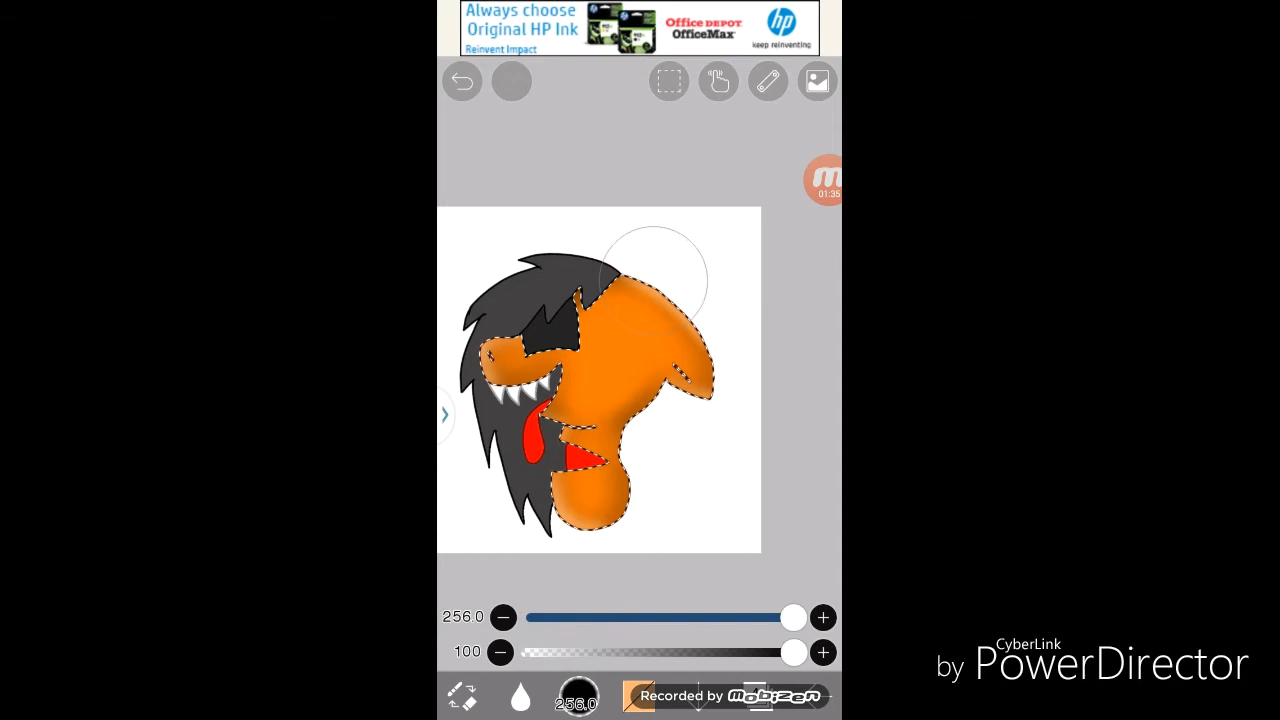 Always choose
Original HP Ink
Reinvent Impact
Office DEPOT
OfficeMax
hp
keep reinventing
01:35
256.0
100
256.0
Recorded by mobizen
CyberLink
by PowerDirector